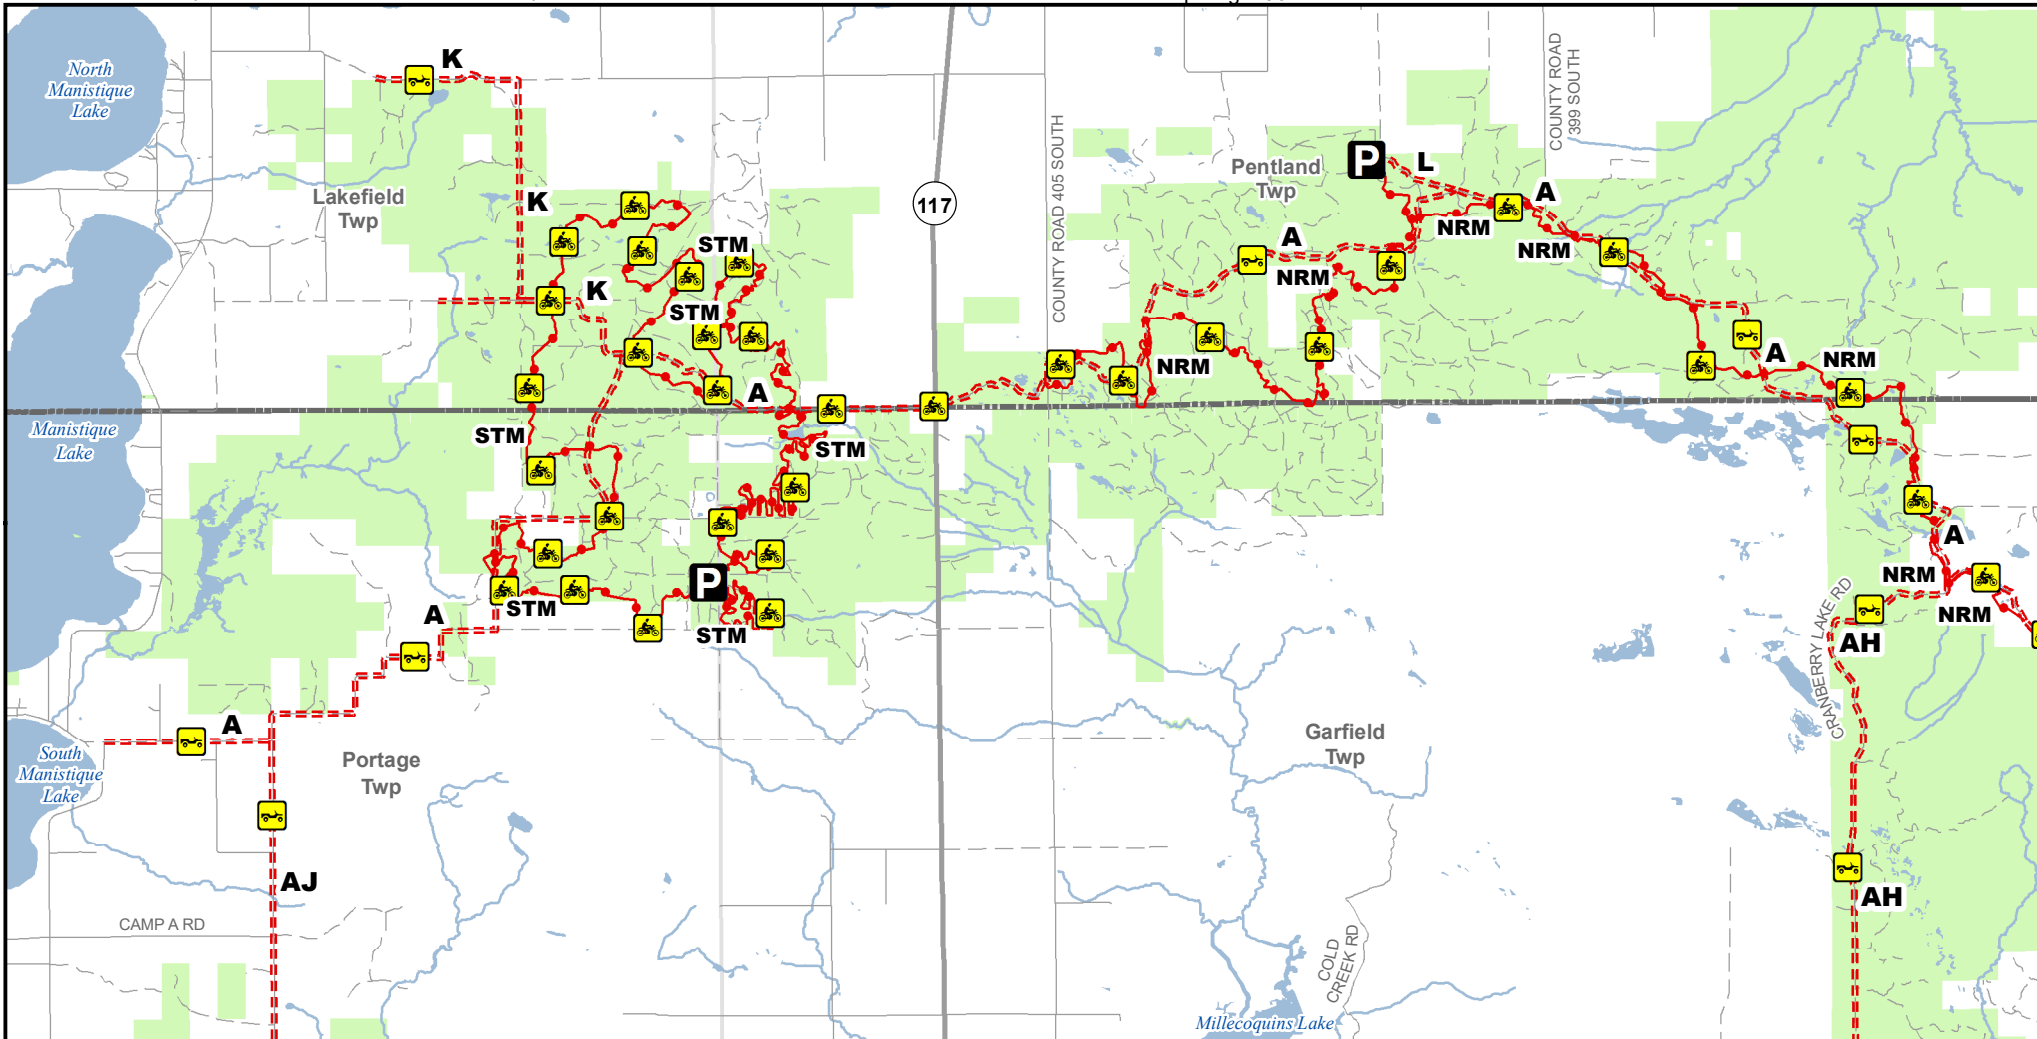 K
North
Manistique
Lake
COUNTY ROAD
399 SOUTH
COUNTY ROAD 405 SOUTH
P
L
Pentland
Twp
Lakefield
Twp
K
117
A
NRM
STM
A
NRM
NRM
K
STM
A
NRM
NRM
A
Manistique
Lake
STM
STM
A
P
NRM
STM
A
STM
NRM
CRANBERRY LAKE RD
AH
A
South
Manistique
Lake
Portage
Twp
Garfield
Twp
AJ
AH
CAMP A RD
COLD
CREEK RD
Millecoquins Lake